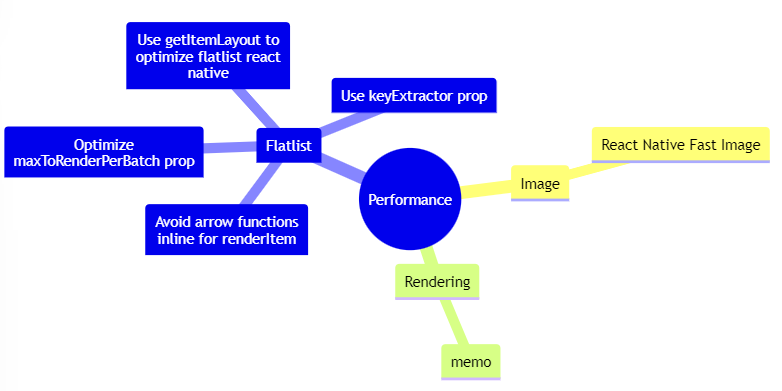 Use getItemLayout to
optimize flatlist react
native
Use keyExtractor prop
Optimize
maxToRenderPerBatch prop
Flatlist
Avoid arrow functions
inline for renderItem
Performance
React Native Fast Image
Image
Rendering
memo